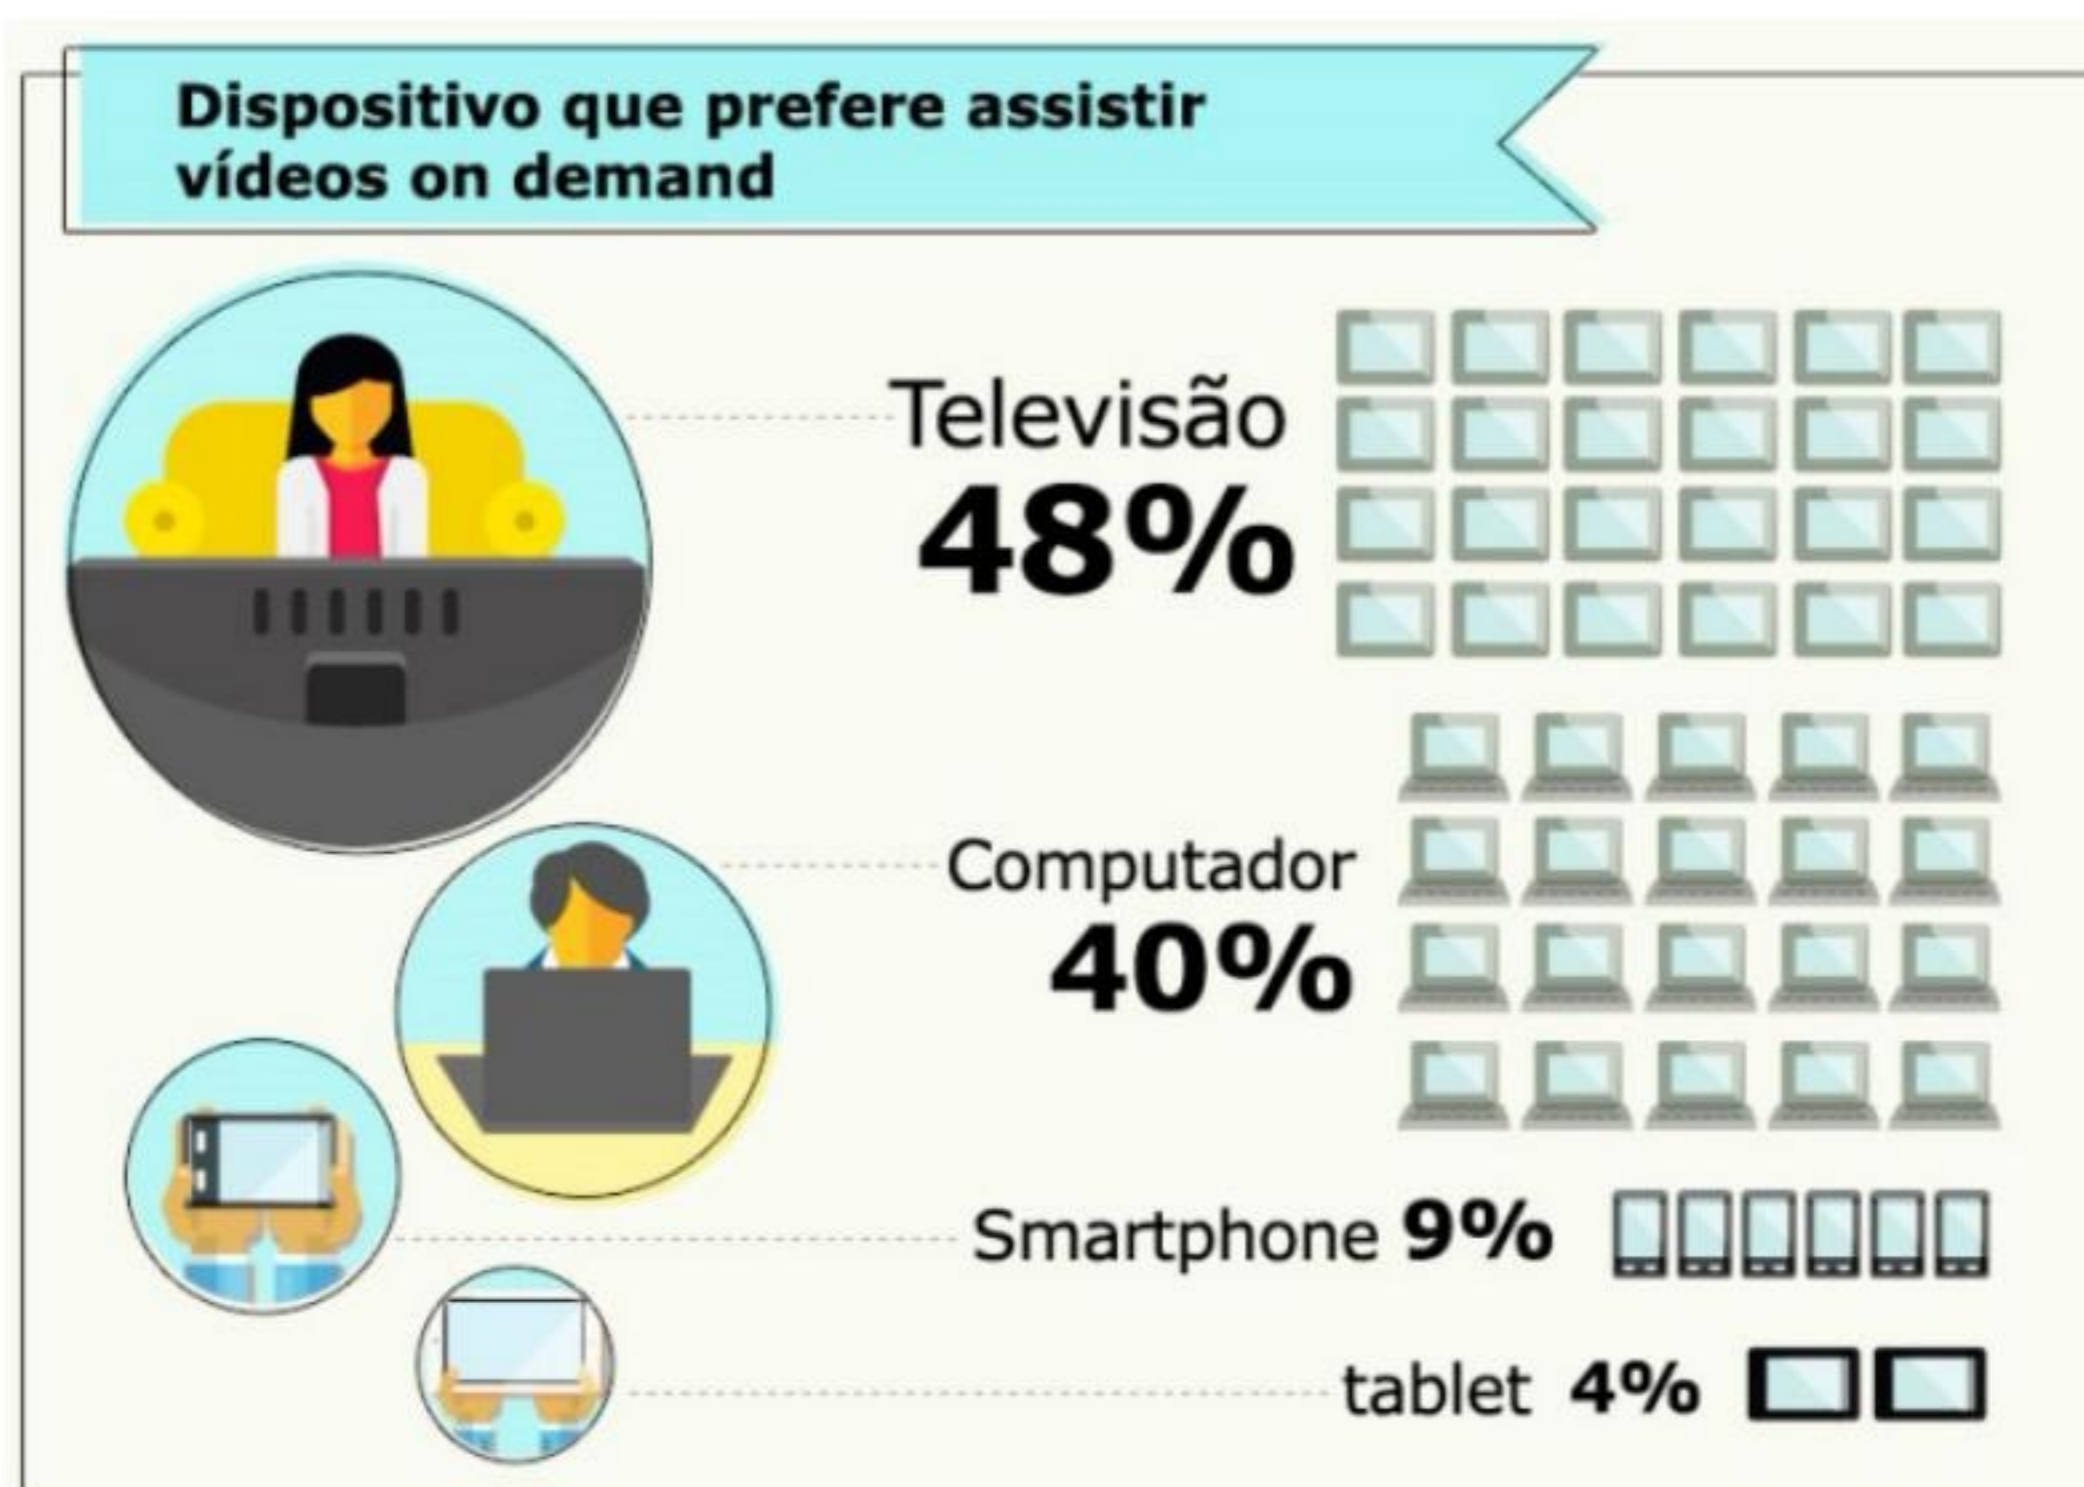 Dispositivo que prefere assistir
vídeos on demand
Televisão
48%
Computador
40%
Smartphone 9%
tablet 4%